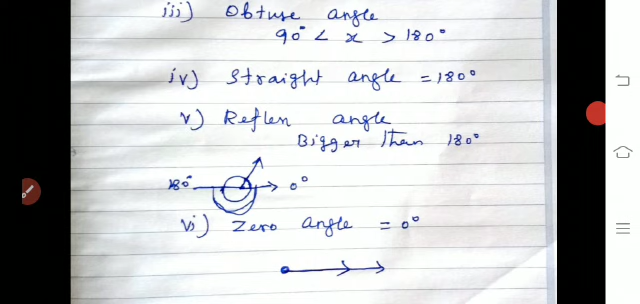 iii) Obtuse angle
90° < x > 180°
iv) Straight angle = 180°
v) Reflen angle
Bigger than 180°
180° 0°
vi) Zero angle = 0°